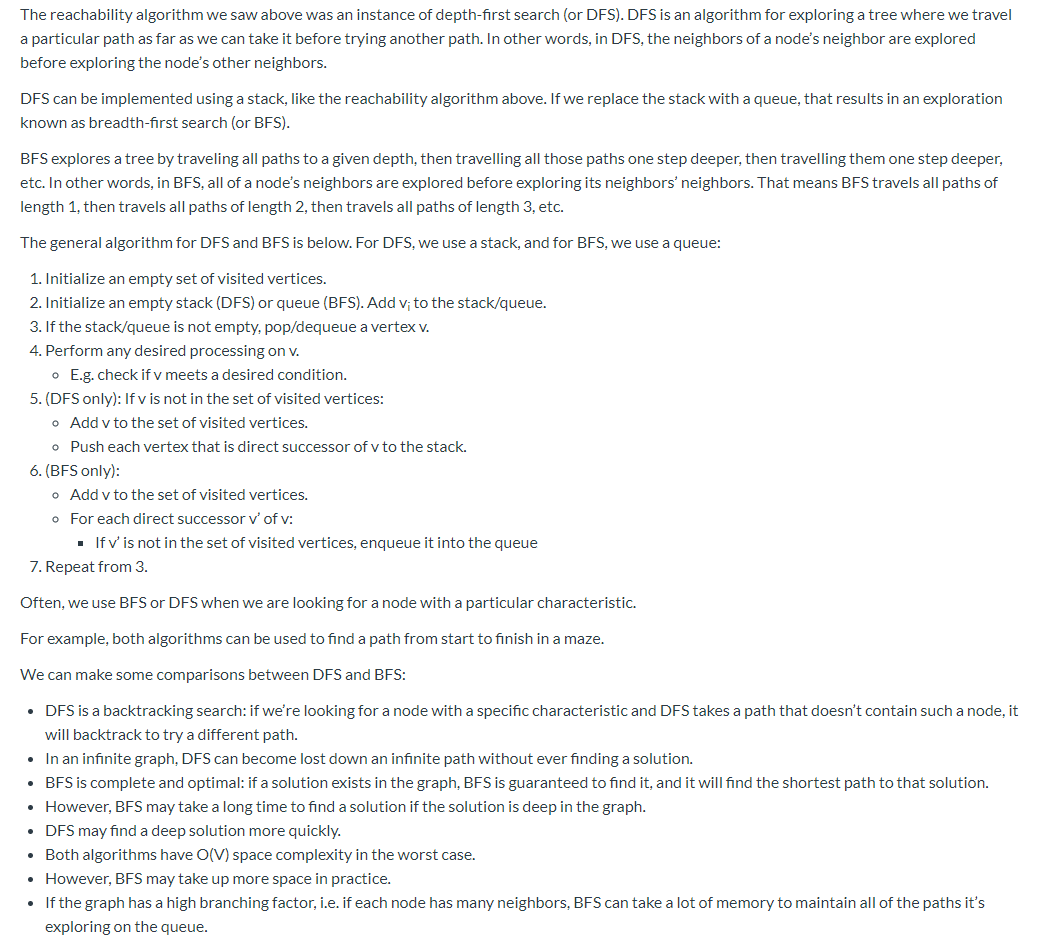 The reachability algorithm we saw above was an instance of depth-first search (or DFS). DFS is an algorithm for exploring a tree where we travel
a particular path as far as we can take it before trying another path. In other words, in DFS, the neighbors of a node's neighbor are explored
before exploring the node's other neighbors.
DFS can be implemented using a stack, like the reachability algorithm above. If we replace the stack with a queue, that results in an exploration
known as breadth-first search (or BFS).
BFS explores a tree by traveling all paths to a given depth, then travelling all those paths one step deeper, then travelling them one step deeper,
etc. In other words, in BFS, all of a node's neighbors are explored before exploring its neighbors' neighbors. That means BFS travels all paths of
length 1, then travels all paths of length 2, then travels all paths of length 3, etc.
The general algorithm for DFS and BFS is below. For DFS, we use a stack, and for BFS, we use a queue:
1. Initialize an empty set of visited vertices.
2. Initialize an empty stack (DFS) or queue (BFS). Add vᵢ to the stack/queue.
3. If the stack/queue is not empty, pop/dequeue a vertex v.
4. Perform any desired processing on v.
◦ E.g. check if v meets a desired condition.
5. (DFS only): If v is not in the set of visited vertices:
◦ Add v to the set of visited vertices.
◦ Push each vertex that is direct successor of v to the stack.
6. (BFS only):
◦ Add v to the set of visited vertices.
◦ For each direct successor v' of v:
▪ If v' is not in the set of visited vertices, enqueue it into the queue
7. Repeat from 3.
Often, we use BFS or DFS when we are looking for a node with a particular characteristic.
For example, both algorithms can be used to find a path from start to finish in a maze.
We can make some comparisons between DFS and BFS:
• DFS is a backtracking search: if we're looking for a node with a specific characteristic and DFS takes a path that doesn't contain such a node, it
will backtrack to try a different path.
• In an infinite graph, DFS can become lost down an infinite path without ever finding a solution.
• BFS is complete and optimal: if a solution exists in the graph, BFS is guaranteed to find it, and it will find the shortest path to that solution.
• However, BFS may take a long time to find a solution if the solution is deep in the graph.
• DFS may find a deep solution more quickly.
• Both algorithms have O(V) space complexity in the worst case.
• However, BFS may take up more space in practice.
• If the graph has a high branching factor, i.e. if each node has many neighbors, BFS can take a lot of memory to maintain all of the paths it's
exploring on the queue.